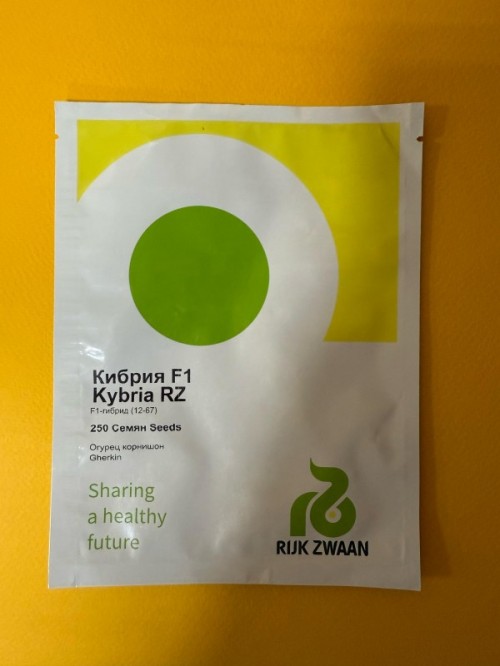 Кибрия F1
Kybria RZ
F1-гибрид (12-67)
250 Семян Seeds
Огурец корнишон
Gherkin
Sharing
a healthy
future
RIJK ZWAAN